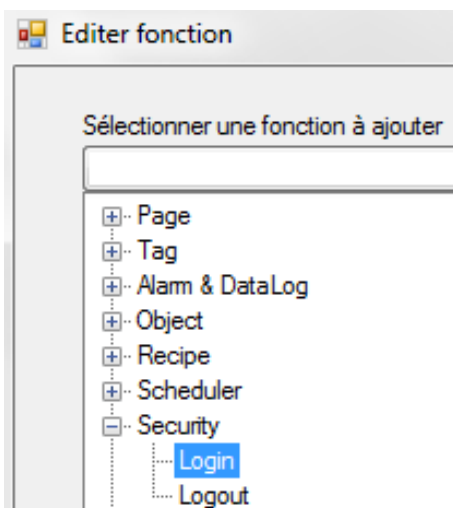 Editer fonction
Sélectionner une fonction à ajouter
Page
Tag
Alarm & DataLog
Object
Recipe
Scheduler
Security
Login
Logout